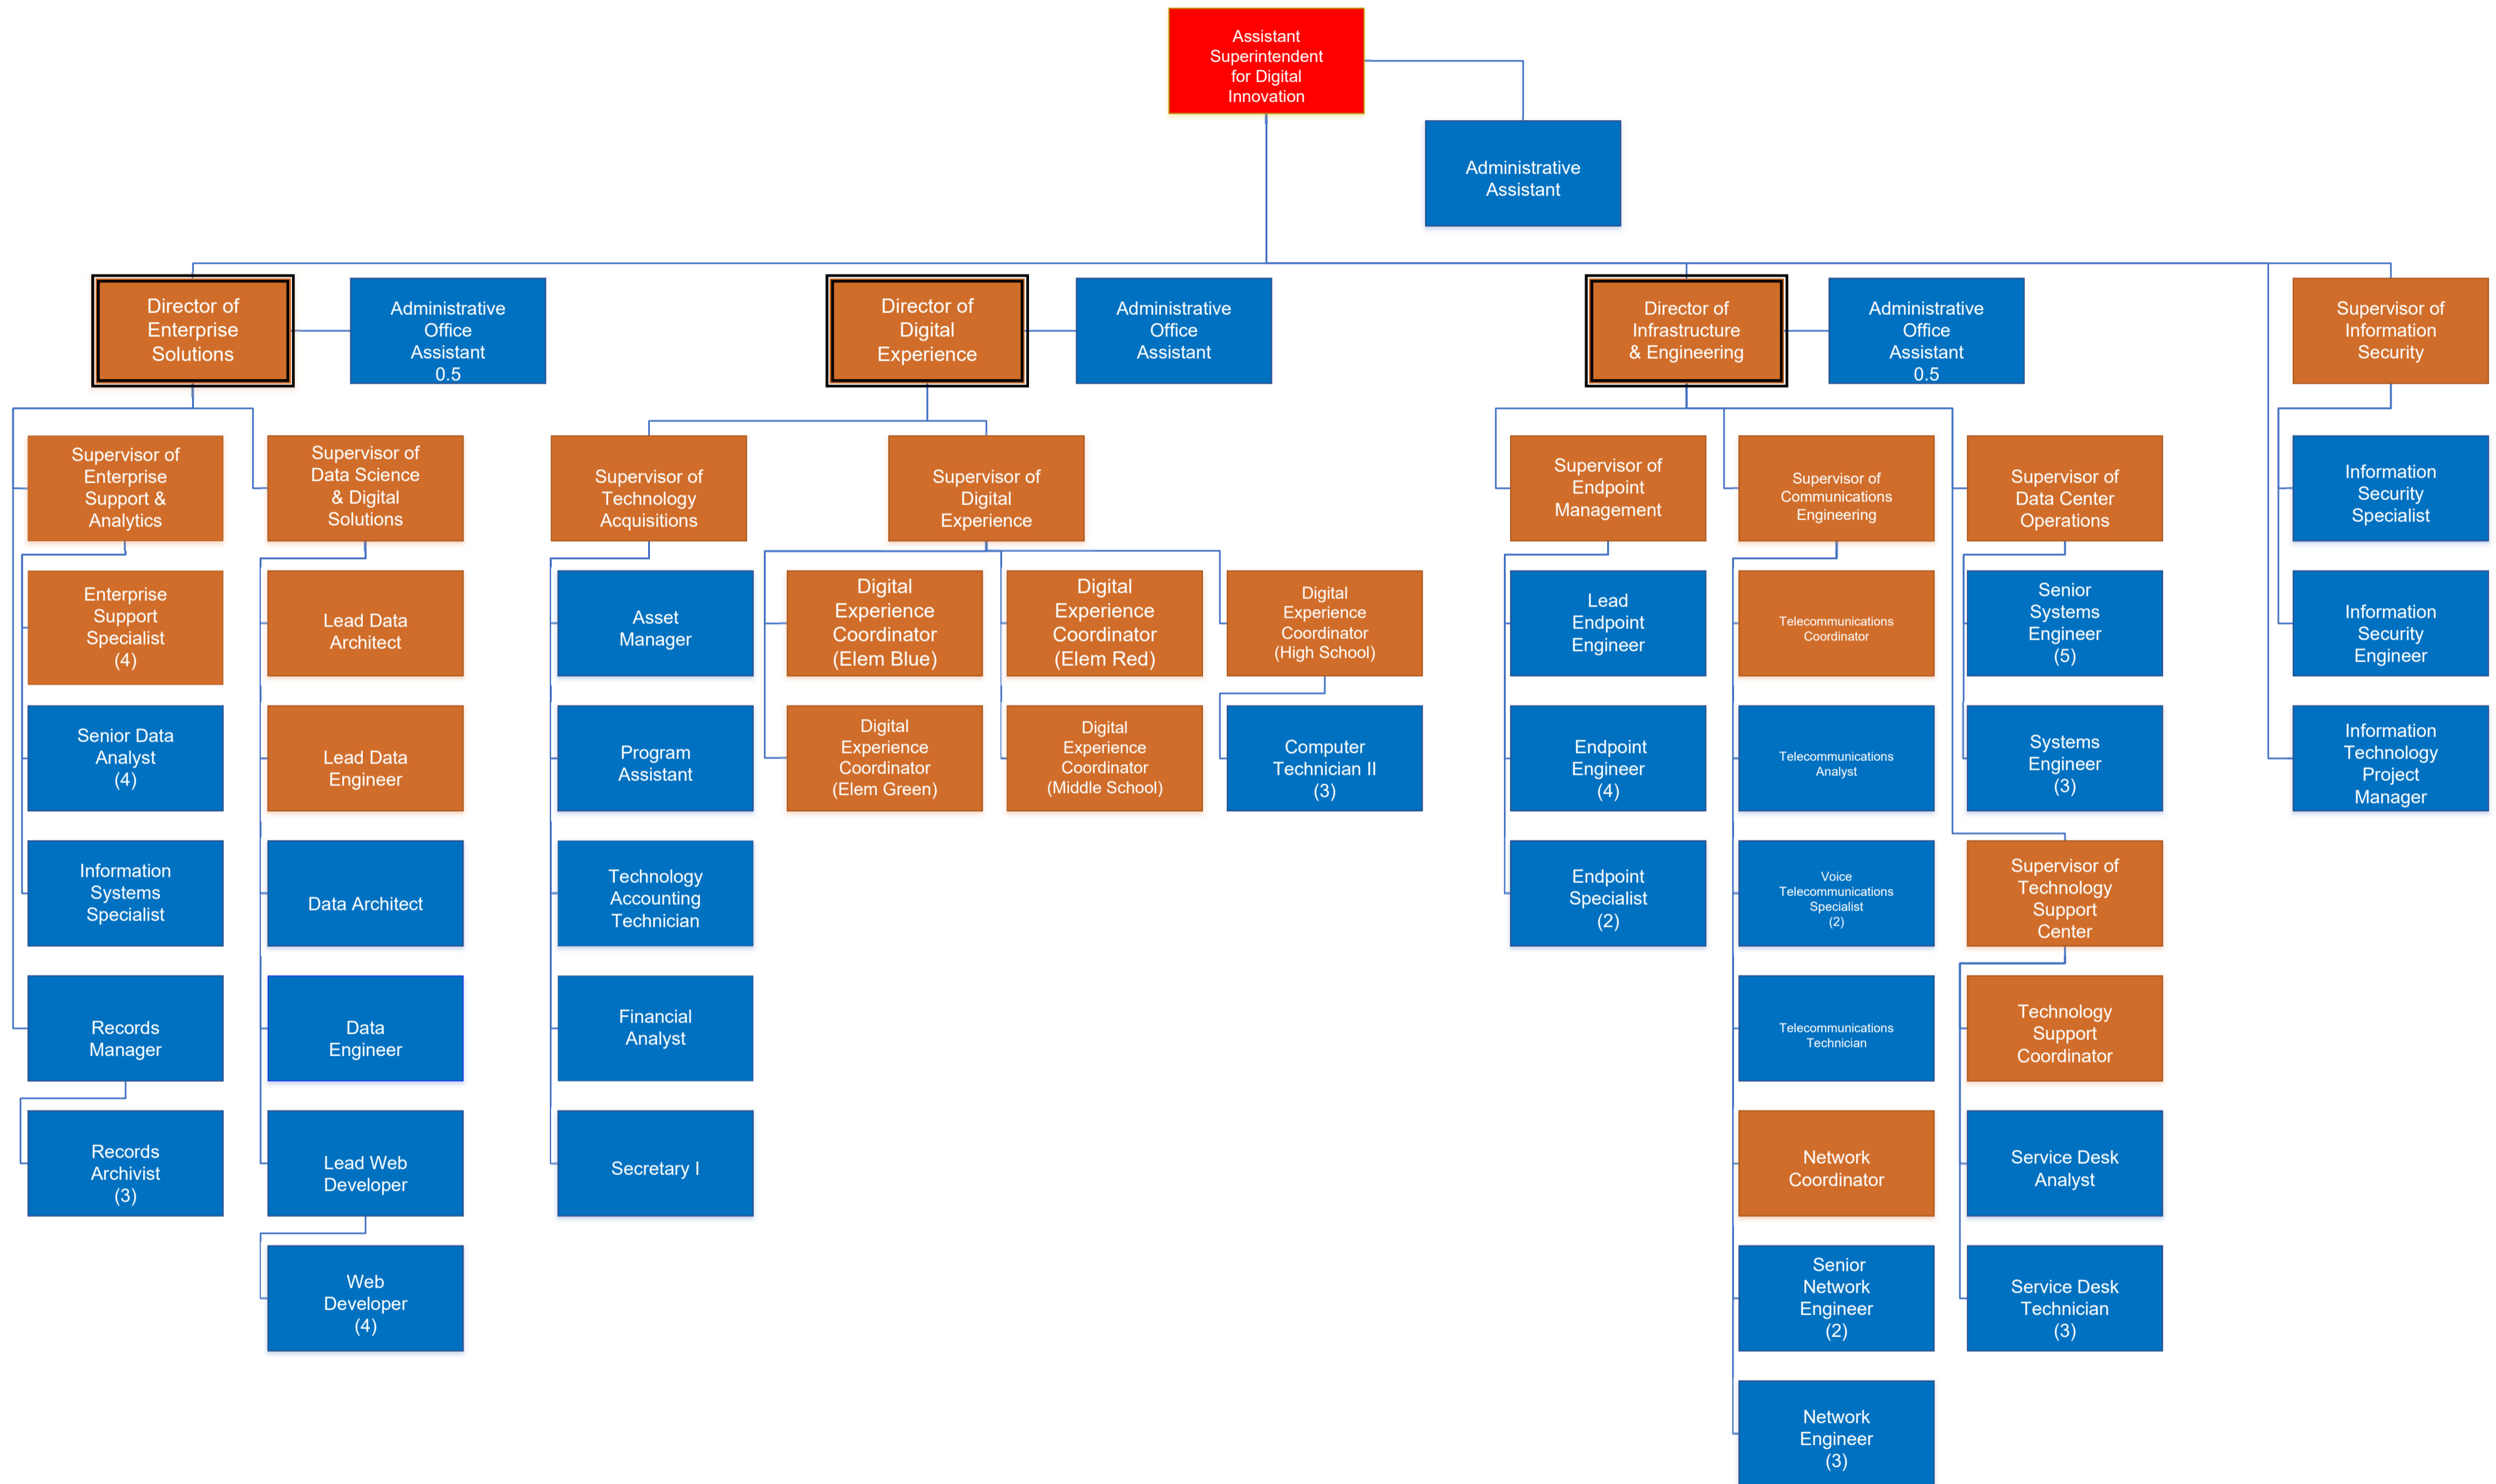 Assistant
Superintendent
for Digital
Innovation
Administrative
Assistant
Director of
Enterprise
Solutions
Administrative
Office
Assistant
0.5
Director of
Digital
Experience
Administrative
Office
Assistant
Director of
Infrastructure
& Engineering
Administrative
Office
Assistant
0.5
Supervisor of
Information
Security
Supervisor of
Enterprise
Support &
Analytics
Supervisor of
Data Science
& Digital
Solutions
Supervisor of
Technology
Acquisitions
Supervisor of
Digital
Experience
Supervisor of
Endpoint
Management
Supervisor of
Communications
Engineering
Supervisor of
Data Center
Operations
Information
Security
Specialist
Enterprise
Support
Specialist
(4)
Lead Data
Architect
Asset
Manager
Digital
Experience
Coordinator
(Elem Blue)
Digital
Experience
Coordinator
(Elem Red)
Digital
Experience
Coordinator
(High School)
Lead
Endpoint
Engineer
Telecommunications
Coordinator
Senior
Systems
Engineer
(5)
Information
Security
Engineer
Senior Data
Analyst
(4)
Lead Data
Engineer
Program
Assistant
Digital
Experience
Coordinator
(Elem Green)
Digital
Experience
Coordinator
(Middle School)
Computer
Technician II
(3)
Endpoint
Engineer
(4)
Telecommunications
Analyst
Systems
Engineer
(3)
Information
Technology
Project
Manager
Information
Systems
Specialist
Data Architect
Technology
Accounting
Technician
Endpoint
Specialist
(2)
Voice
Telecommunications
Specialist
(2)
Supervisor of
Technology
Support
Center
Records
Manager
Data
Engineer
Financial
Analyst
Telecommunications
Technician
Technology
Support
Coordinator
Records
Archivist
(3)
Lead Web
Developer
Secretary I
Network
Coordinator
Service Desk
Analyst
Web
Developer
(4)
Senior
Network
Engineer
(2)
Service Desk
Technician
(3)
Network
Engineer
(3)